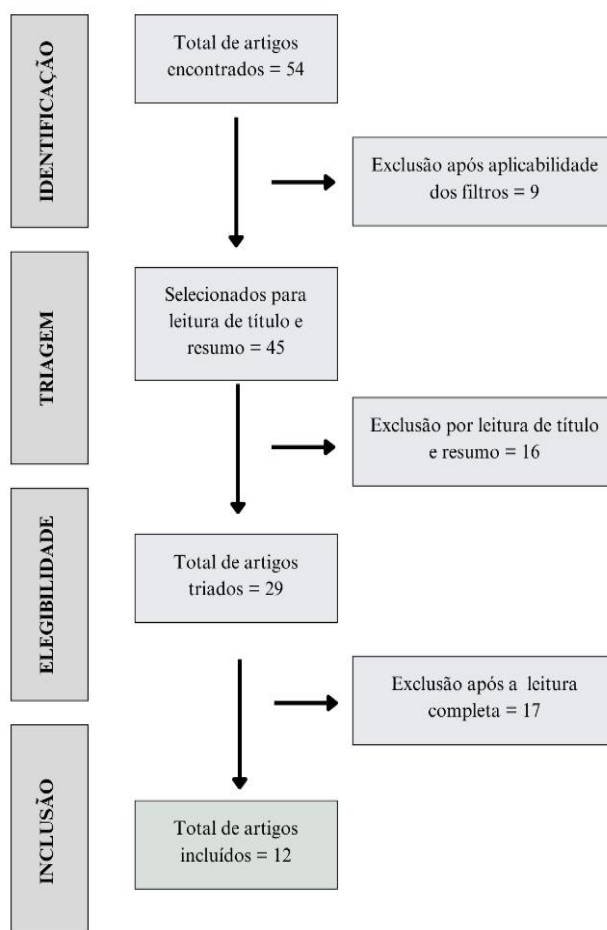 IDENTIFICAÇÃO
Total de artigos
encontrados = 54
Exclusão após aplicabilidade
dos filtros = 9
TRIAGEM
Selecionados para
leitura de título e
resumo = 45
Exclusão por leitura de título
e resumo = 16
ELEGIBILIDADE
Total de artigos
triados = 29
Exclusão após a leitura
completa = 17
INCLUSÃO
Total de artigos
incluídos = 12